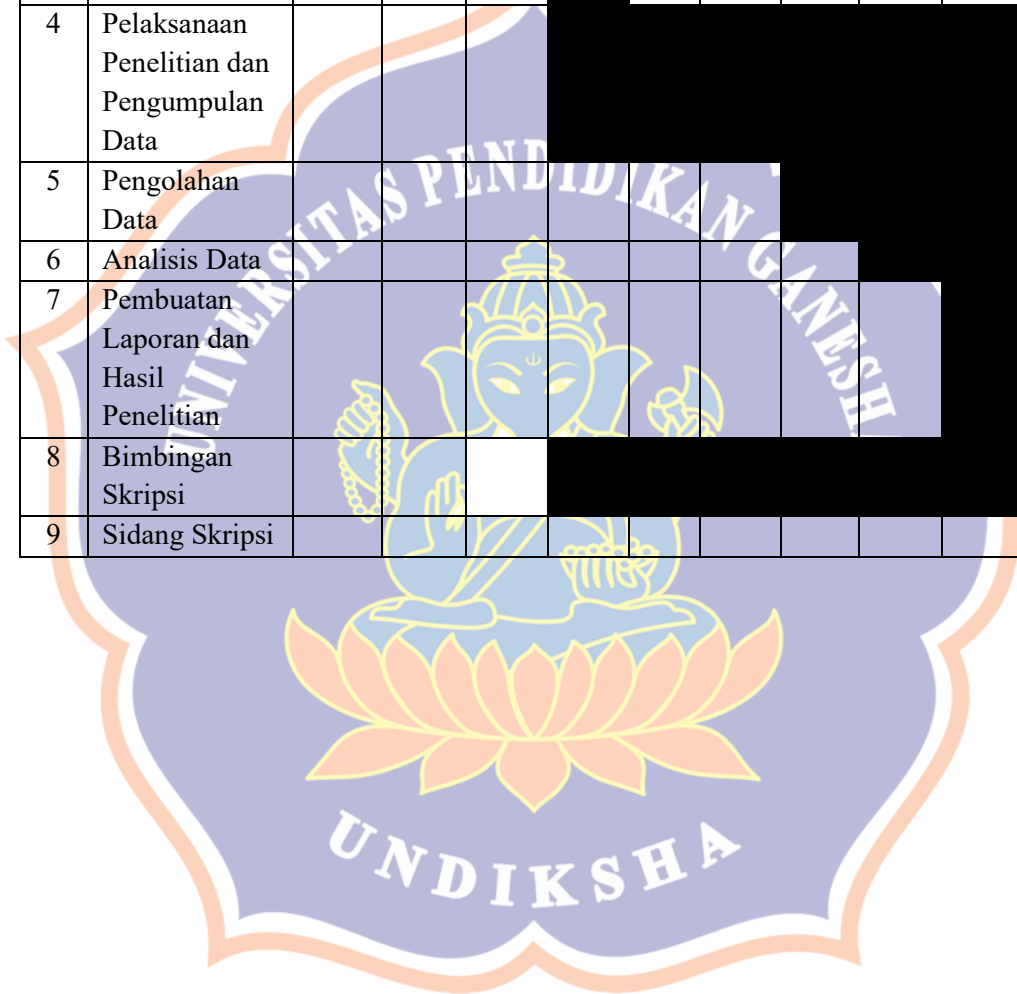 4 Pelaksanaan
Penelitian dan
Pengumpulan
Data
5 Pengolahan
Data
6 Analisis Data
7 Pembuatan
Laporan dan
Hasil
Penelitian
8 Bimbingan
Skripsi
9 Sidang Skripsi
UNIVERSITAS PENDIDIKAN GANESH
UNDIKSHA